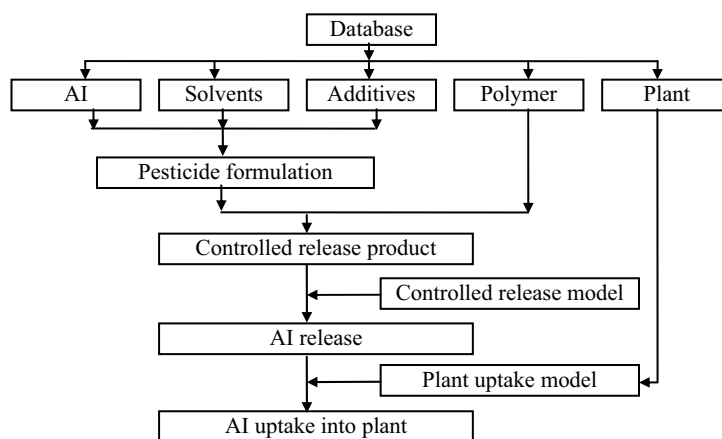 Database
AI
Solvents
Additives
Polymer
Plant
Pesticide formulation
Controlled release product
Controlled release model
AI release
Plant uptake model
AI uptake into plant